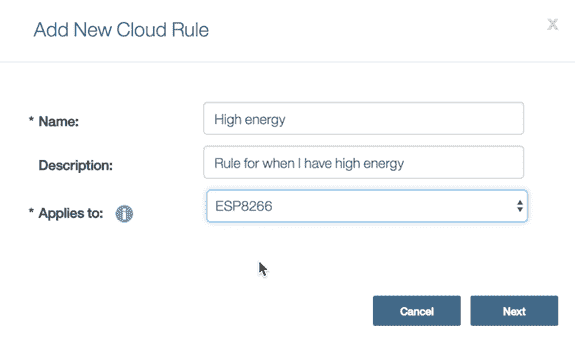 Add New Cloud Rule
x
* Name:
High energy
Description:
Rule for when I have high energy
* Applies to:
i
ESP8266
Cancel
Next